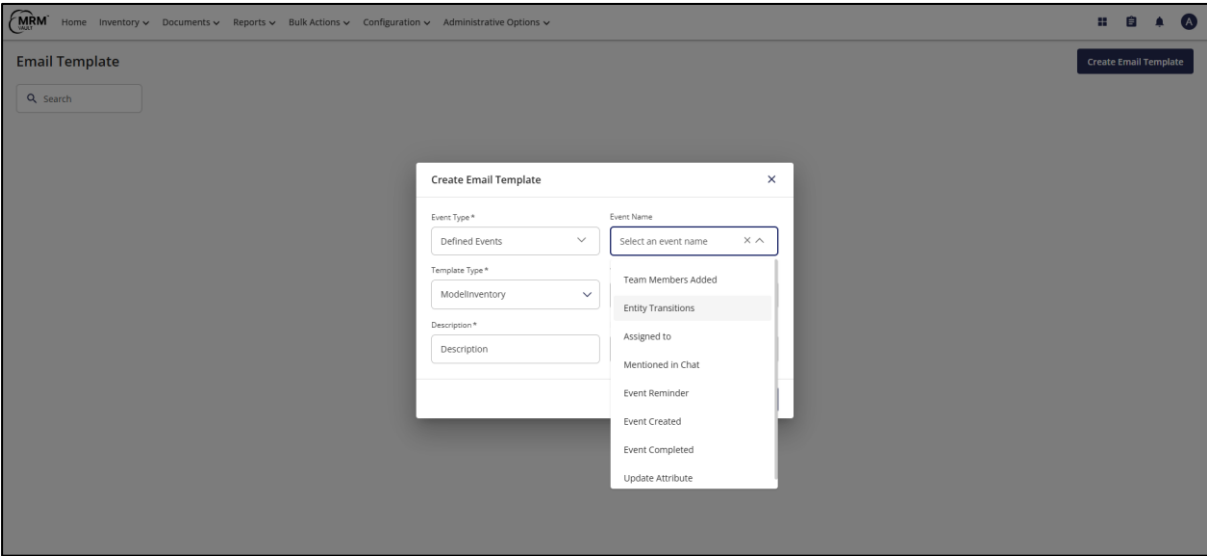 MRM
VAULT
Home Inventory Documents Reports Bulk Actions Configuration Administrative Options
A
Email Template
Create Email Template
Search
Create Email Template
Event Type *
Event Name
Defined Events
Select an event name
Template Type *
ModelInventory
Description *
Description
Team Members Added
Entity Transitions
Assigned to
Mentioned in Chat
Event Reminder
Event Created
Event Completed
Update Attribute